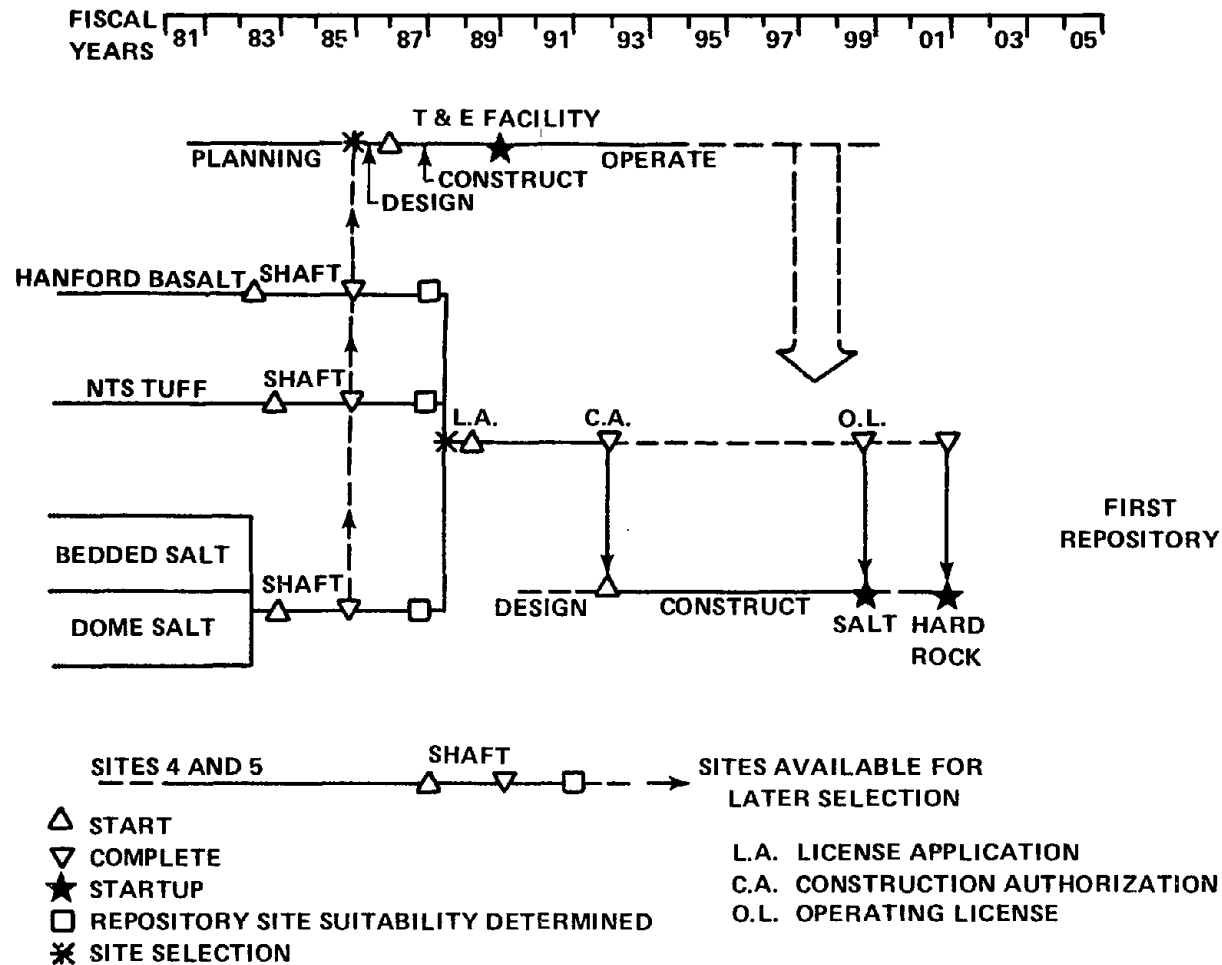 FISCAL YEARS
81 83 85 87 89 91 93 95 97 99 01 03 05
T & E FACILITY
PLANNING
OPERATE
CONSTRUCT
DESIGN
HANFORD BASALT
SHAFT
NTS TUFF
SHAFT
L.A.
C.A.
O.L.
BEDDED SALT
DOME SALT
SHAFT
FIRST
REPOSITORY
DESIGN
CONSTRUCT
SALT
HARD
ROCK
SITES 4 AND 5
SHAFT
SITES AVAILABLE FOR
LATER SELECTION
START
COMPLETE
STARTUP
REPOSITORY SITE SUITABILITY DETERMINED
SITE SELECTION
L.A. LICENSE APPLICATION
C.A. CONSTRUCTION AUTHORIZATION
O.L. OPERATING LICENSE